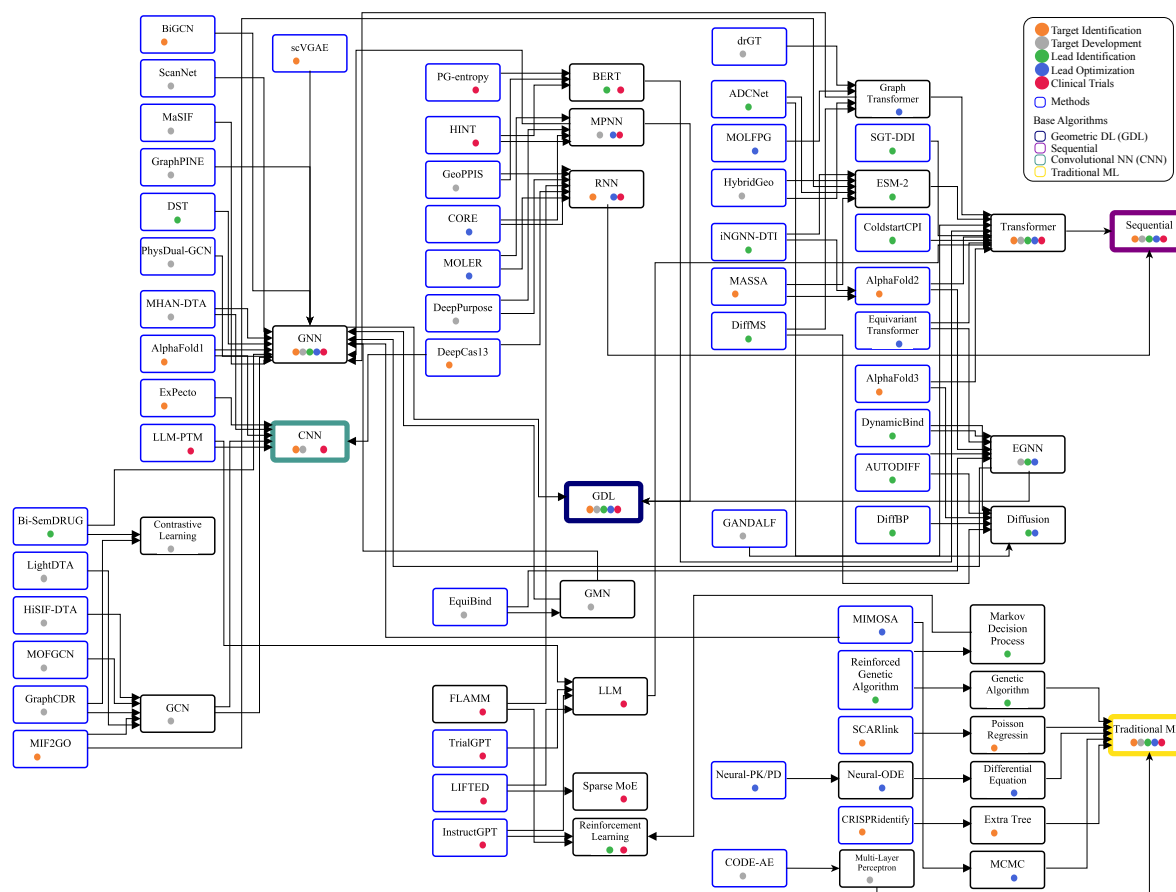 BiGCN
ScanNet
MaSIF
GraphPINE
DST
PhysDual-GCN
MHAN-DTA
AlphaFold1
ExPecto
LLM-PTM
scVGAE
GNN
CNN
Bi-SemDRUG
LightDTA
HiSIF-DTA
MOFGCN
GraphCDR
MIF2GO
Contrastive
Learning
GCN
PG-entropy
HINT
GeoPPIS
CORE
MOLER
DeepPurpose
DeepCas13
BERT
MPNN
RNN
GDL
EquiBind
GMN
FLAMM
TrialGPT
LIFTED
InstructGPT
LLM
Sparse MoE
Reinforcement
Learning
drGT
ADCNet
MOLFPG
HybridGeo
iNGNN-DTI
MASSA
DiffMS
GANDALF
Graph
Transformer
SGT-DDI
ESM-2
ColdstartCPI
AlphaFold2
Equivariant
Transformer
AlphaFold3
DynamicBind
AUTODIFF
DiffBP
Transformer
EGNN
Diffusion
Sequential
MIMOSA
Reinforced
Genetic
Algorithm
SCARlink
Neural-PK/PD
Neural-ODE
CRISPRidentify
CODE-AE
Multi-Layer
Perceptron
Markov
Decision
Process
Genetic
Algorithm
Poisson
Regressin
Differential
Equation
Extra Tree
MCMC
Traditional M
Target Identification
Target Development
Lead Identification
Lead Optimization
Clinical Trials
Methods
Base Algorithms
Geometric DL (GDL)
Sequential
Convolutional NN (CNN)
Traditional ML